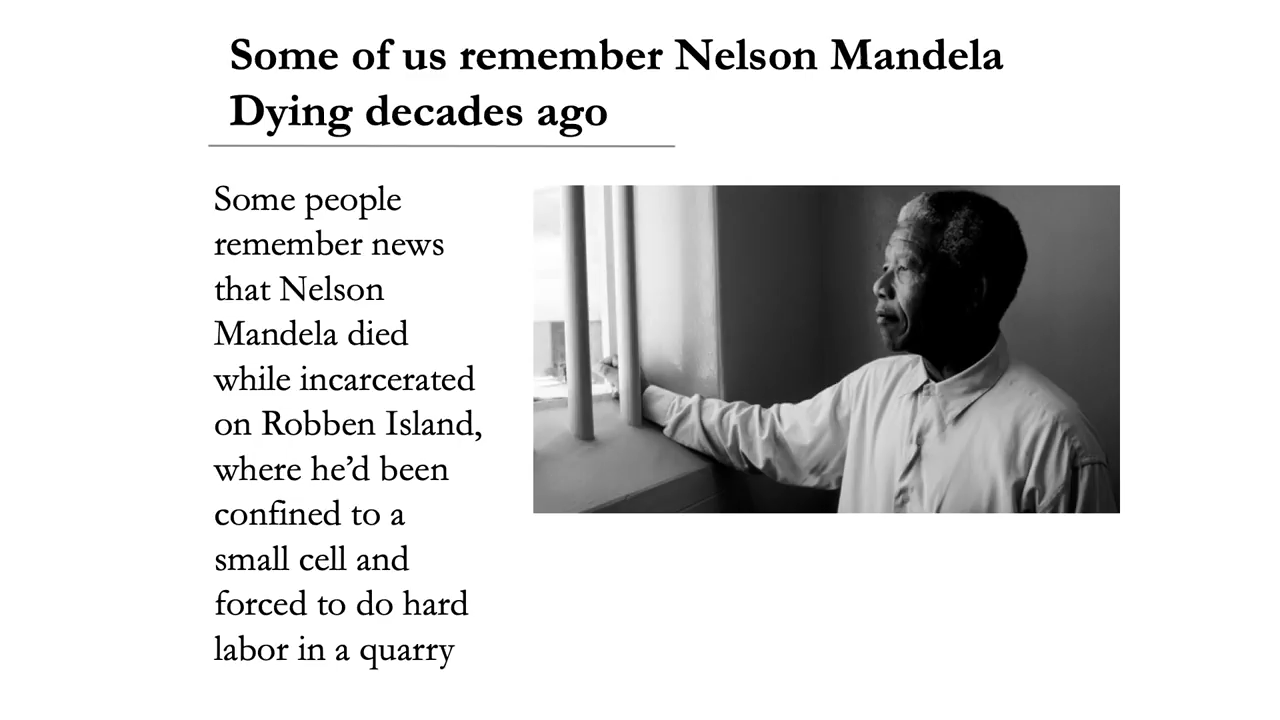 Some of us remember Nelson Mandela
Dying decades ago
Some people
remember news
that Nelson
Mandela died
while incarcerated
on Robben Island,
where he’d been
confined to a
small cell and
forced to do hard
labor in a quarry